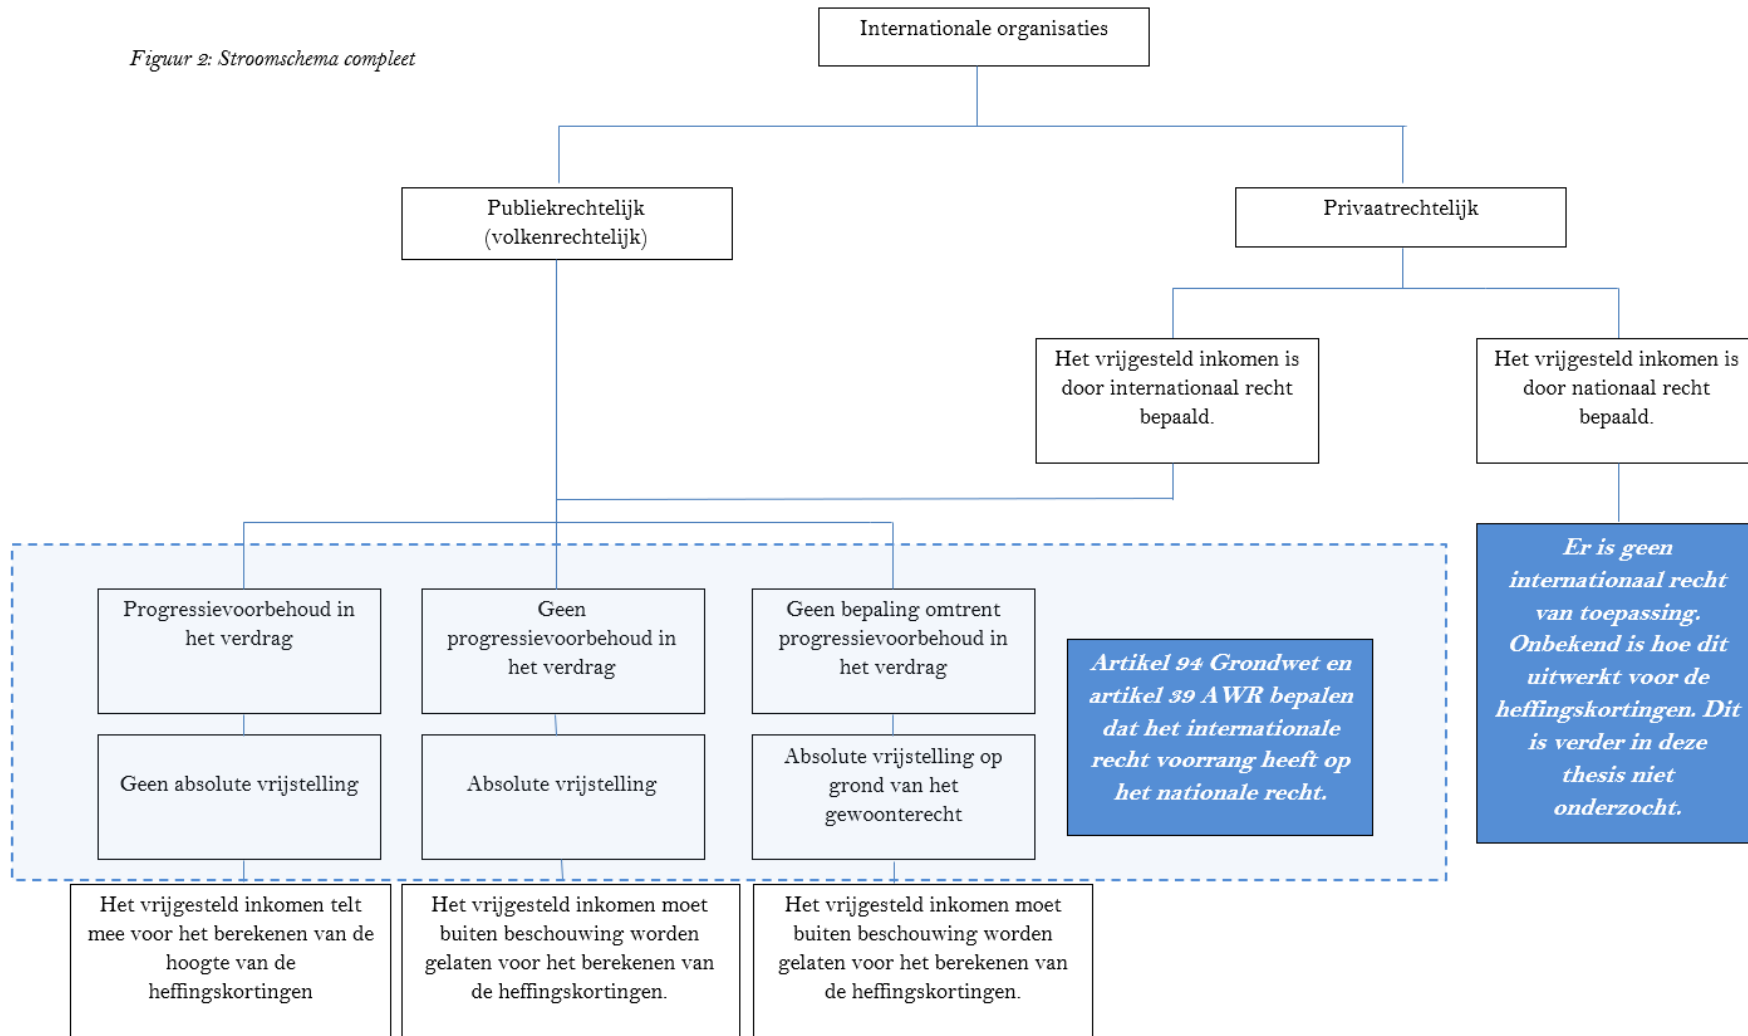 Internationale organisaties
Figuur 2: Stroomschema compleet
Publiekrechtelijk
(volkenrechtelijk)
Privaatrechtelijk
Het vrijgesteld inkomen is
door internationaal recht
bepaald.
Het vrijgesteld inkomen is
door nationaal recht
bepaald.
Progressievoorbehoud in
het verdrag
Geen
progressievoorbehoud in
het verdrag
Geen bepaling omtrent
progressievoorbehoud in
het verdrag
Artikel 94 Grondwet en
artikel 39 AWR bepalen
dat het internationale
recht voorrang heeft op
het nationale recht.
Er is geen
internationaal recht
van toepassing.
Onbekend is hoe dit
uitwerkt voor de
heffingskortingen. Dit
is verder in deze
thesis niet
onderzocht.
Geen absolute vrijstelling
Absolute vrijstelling
Absolute vrijstelling op
grond van het
gewoonterecht
Het vrijgesteld inkomen telt
mee voor het berekenen van de
hoogte van de
heffingskortingen
Het vrijgesteld inkomen moet
buiten beschouwing worden
gelaten voor het berekenen van
de heffingskortingen.
Het vrijgesteld inkomen moet
buiten beschouwing worden
gelaten voor het berekenen van
de heffingskortingen.